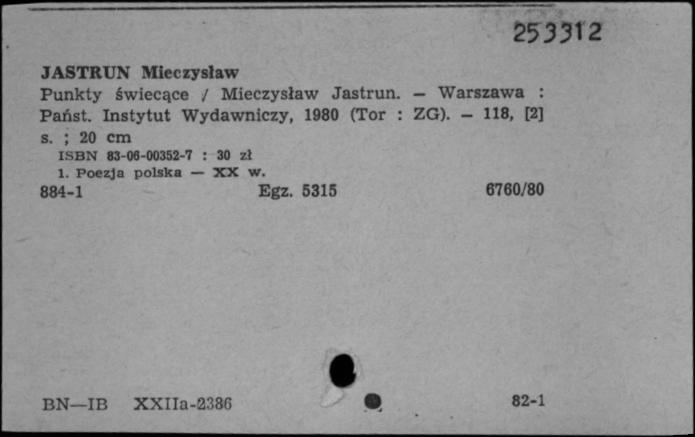 253312
JASTRUN Mieczysław
Punkty świecące / Mieczysław Jastrun. — Warszawa :
Państ. Instytut Wydawniczy, 1980 (Tor : ZG). — 118, [2]
s. ; 20 cm
ISBN 83-06-00352-7 : 30 zł
1. Poezja polska — XX w.
884-1 Egz. 5315 6760/80
BN—IB XXIIa-2386 82-1